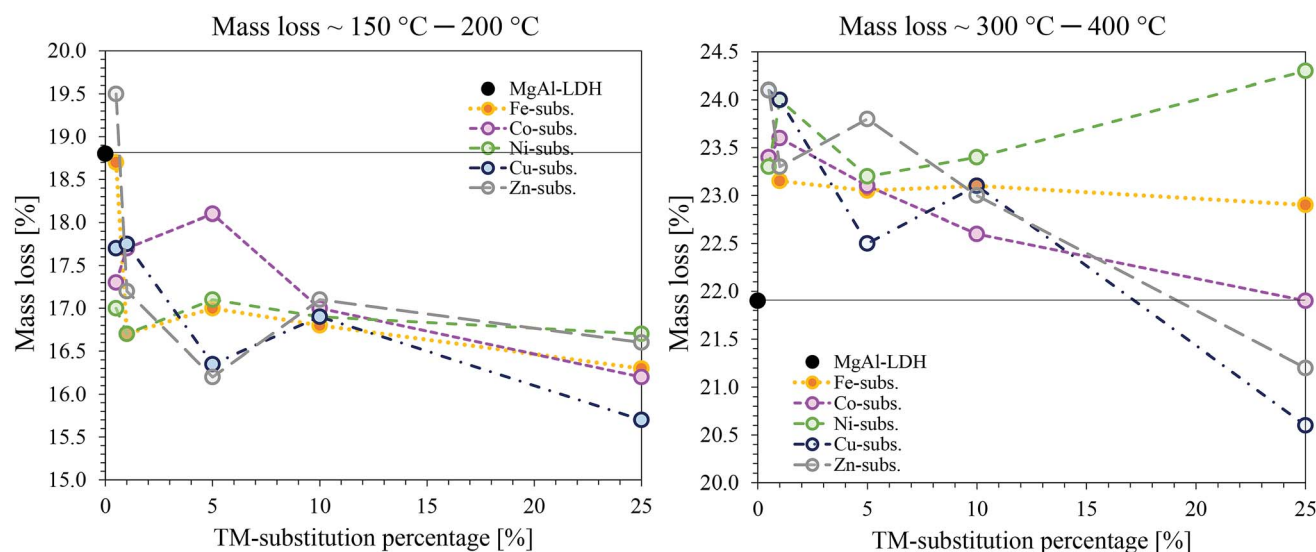 Mass loss ~ 150 °C — 200 °C
20.0
19.5
19.0
18.5
18.0
17.5
17.0
16.5
16.0
15.5
15.0
Mass loss [%]
MgAl-LDH
Fe-subs.
Co-subs.
Ni-subs.
Cu-subs.
Zn-subs.
0 5 10 15 20 25
TM-substitution percentage [%]
Mass loss ~ 300 °C — 400 °C
24.5
24.0
23.5
23.0
22.5
22.0
21.5
21.0
20.5
20.0
Mass loss [%]
MgAl-LDH
Fe-subs.
Co-subs.
Ni-subs.
Cu-subs.
Zn-subs.
0 5 10 15 20 25
TM-substitution percentage [%]